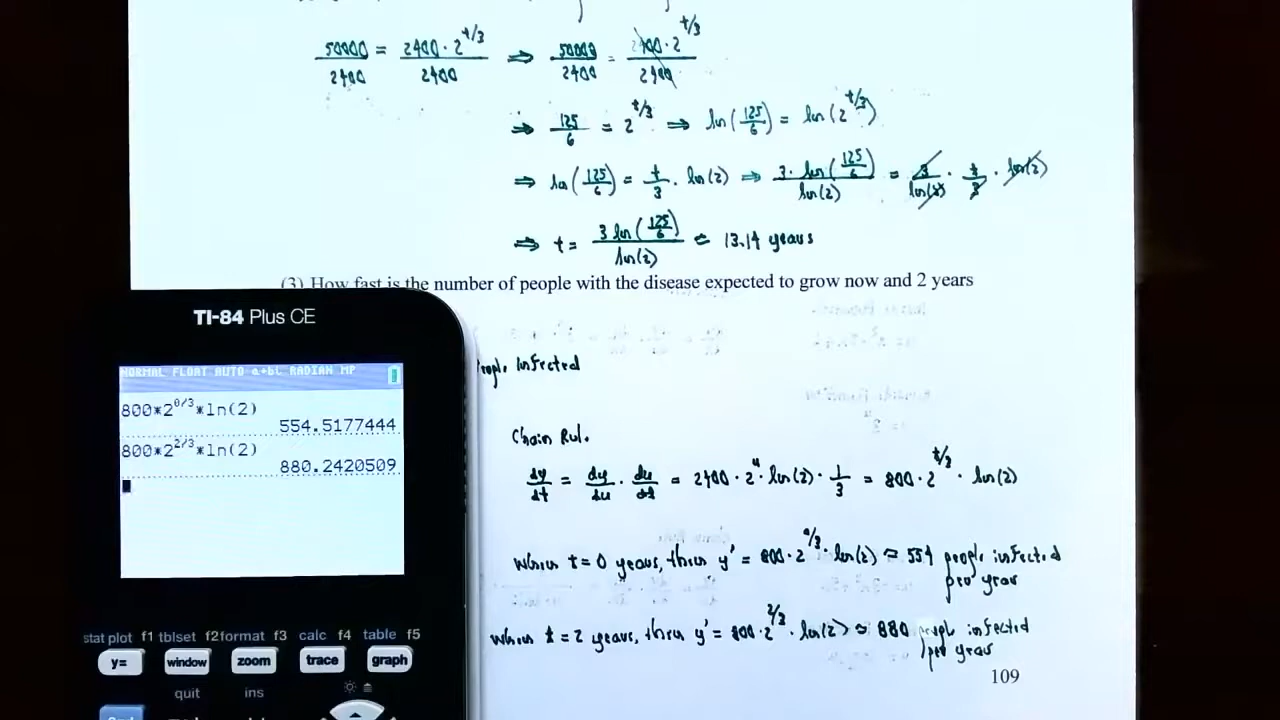 50000/2400 = 2400·2^(t/3)/2400 ⇒ 50000/2400 = 2400·2^(t/3)/2400
⇒ 125/6 = 2^(t/3) ⇒ ln(125/6) = ln(2^(t/3))
⇒ ln(125/6) = t/3 · ln(2) ⇒ 3·ln(125/6)/ln(2) = 3/ln(2) · t/3 · ln(2)
⇒ t = 3 ln(125/6)/ln(2) ≈ 13.14 years
(3) How fast is the number of people with the disease expected to grow now and 2 years
people infected
Chain Rule
dy/dt = dy/du · du/dt = 2400·2^u·ln(2)·1/3 = 800·2^(t/3)·ln(2)
When t=0 years, then y' = 800·2^(0/3)·ln(2) ≈ 554 people infected
per year
When t=2 years, then y' = 800·2^(2/3)·ln(2) ≈ 880 people infected
per year
109
TI-84 Plus CE
NORMAL FLOAT AUTO a+bi RADIAN MP
800*2^(0/3)*ln(2)
554.5177444
800*2^(2/3)*ln(2)
880.2420509
stat plot f1 tblset f2 format f3 calc f4 table f5
y= window zoom trace graph
quit ins